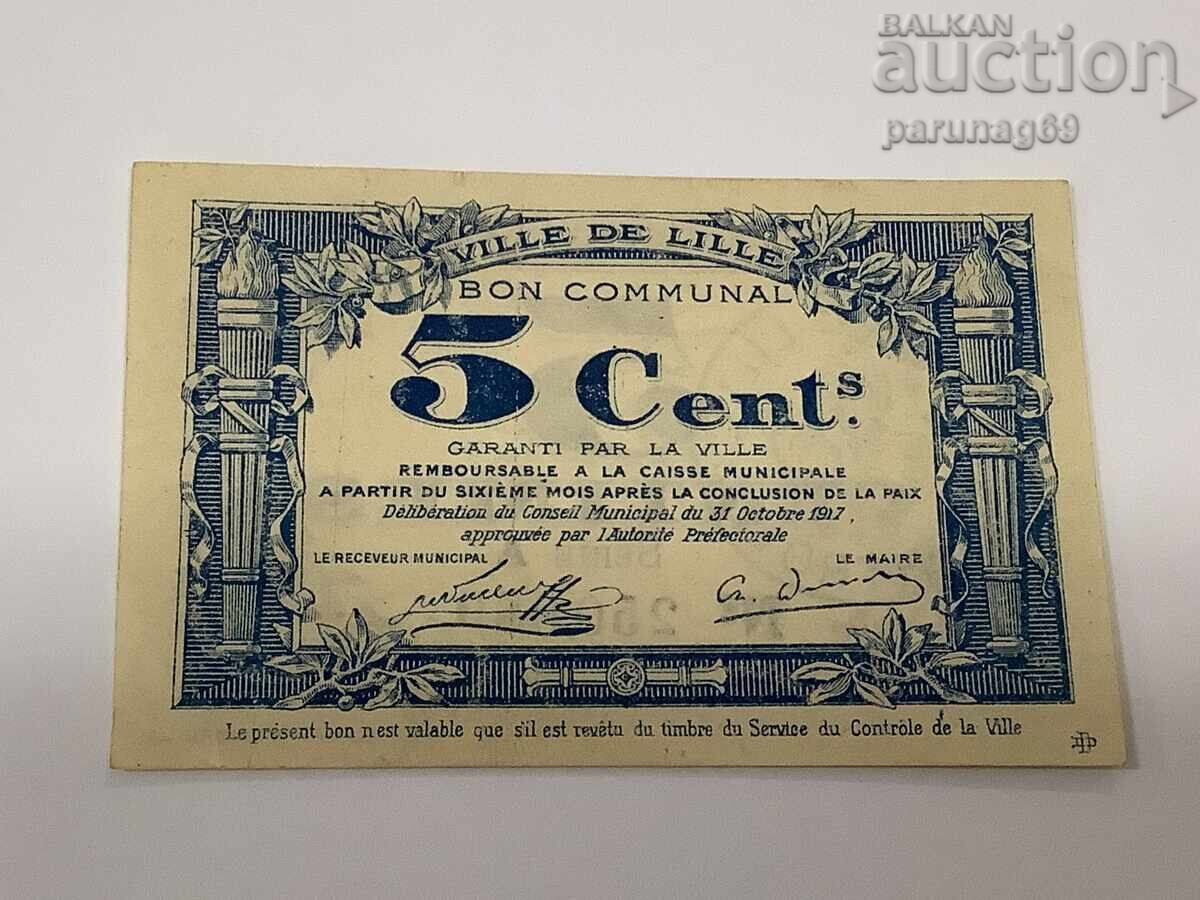 BALKAN
auction
parunag69
VILLE DE LILLE
BON COMMUNAL
5 Cent.s
GARANTI PAR LA VILLE
REMBOURSABLE A LA CAISSE MUNICIPALE
A PARTIR DU SIXIÈME MOIS APRÈS LA CONCLUSION DE LA PAIX
Délibération du Conseil Municipal du 31 Octobre 1917,
approuvée par l'Autorité Préfectorale
LE RECEVEUR MUNICIPAL LE MAIRE
Le présent bon n'est valable que s'il est revêtu du timbre du Service du Contrôle de la Ville